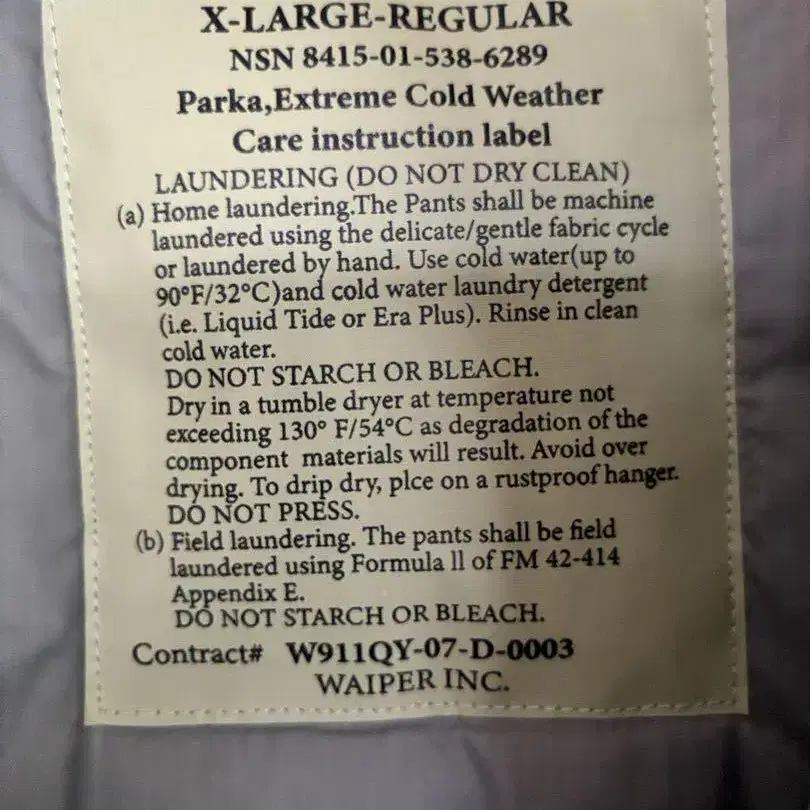 X-LARGE-REGULAR
NSN 8415-01-538-6289
Parka,Extreme Cold Weather
Care instruction label
LAUNDERING (DO NOT DRY CLEAN)
(a) Home laundering.The Pants shall be machine
laundered using the delicate/gentle fabric cycle
or laundered by hand. Use cold water(up to
90°F/32°C)and cold water laundry detergent
(i.e. Liquid Tide or Era Plus). Rinse in clean
cold water.
DO NOT STARCH OR BLEACH.
Dry in a tumble dryer at temperature not
exceeding 130° F/54°C as degradation of the
component materials will result. Avoid over
drying. To drip dry, plce on a rustproof hanger.
DO NOT PRESS.
(b) Field laundering. The pants shall be field
laundered using Formula ll of FM 42-414
Appendix E.
DO NOT STARCH OR BLEACH.
Contract# W911QY-07-D-0003
WAIPER INC.